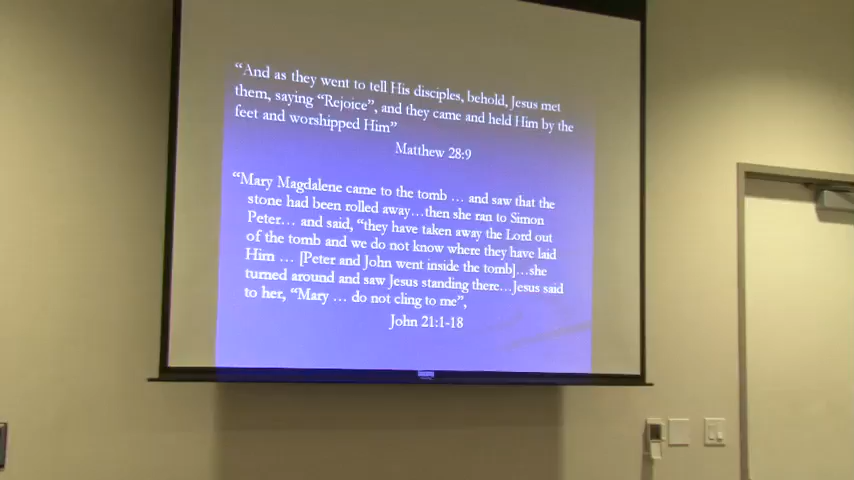 “And as they went to tell His disciples, behold, Jesus met
them, saying “Rejoice”, and they came and held Him by the
feet and worshipped Him”
Matthew 28:9
“Mary Magdalene came to the tomb … and saw that the
stone had been rolled away…then she ran to Simon
Peter… and said, “they have taken away the Lord out
of the tomb and we do not know where they have laid
Him … [Peter and John went inside the tomb]…she
turned around and saw Jesus standing there…Jesus said
to her, “Mary … do not cling to me”,
John 21:1-18